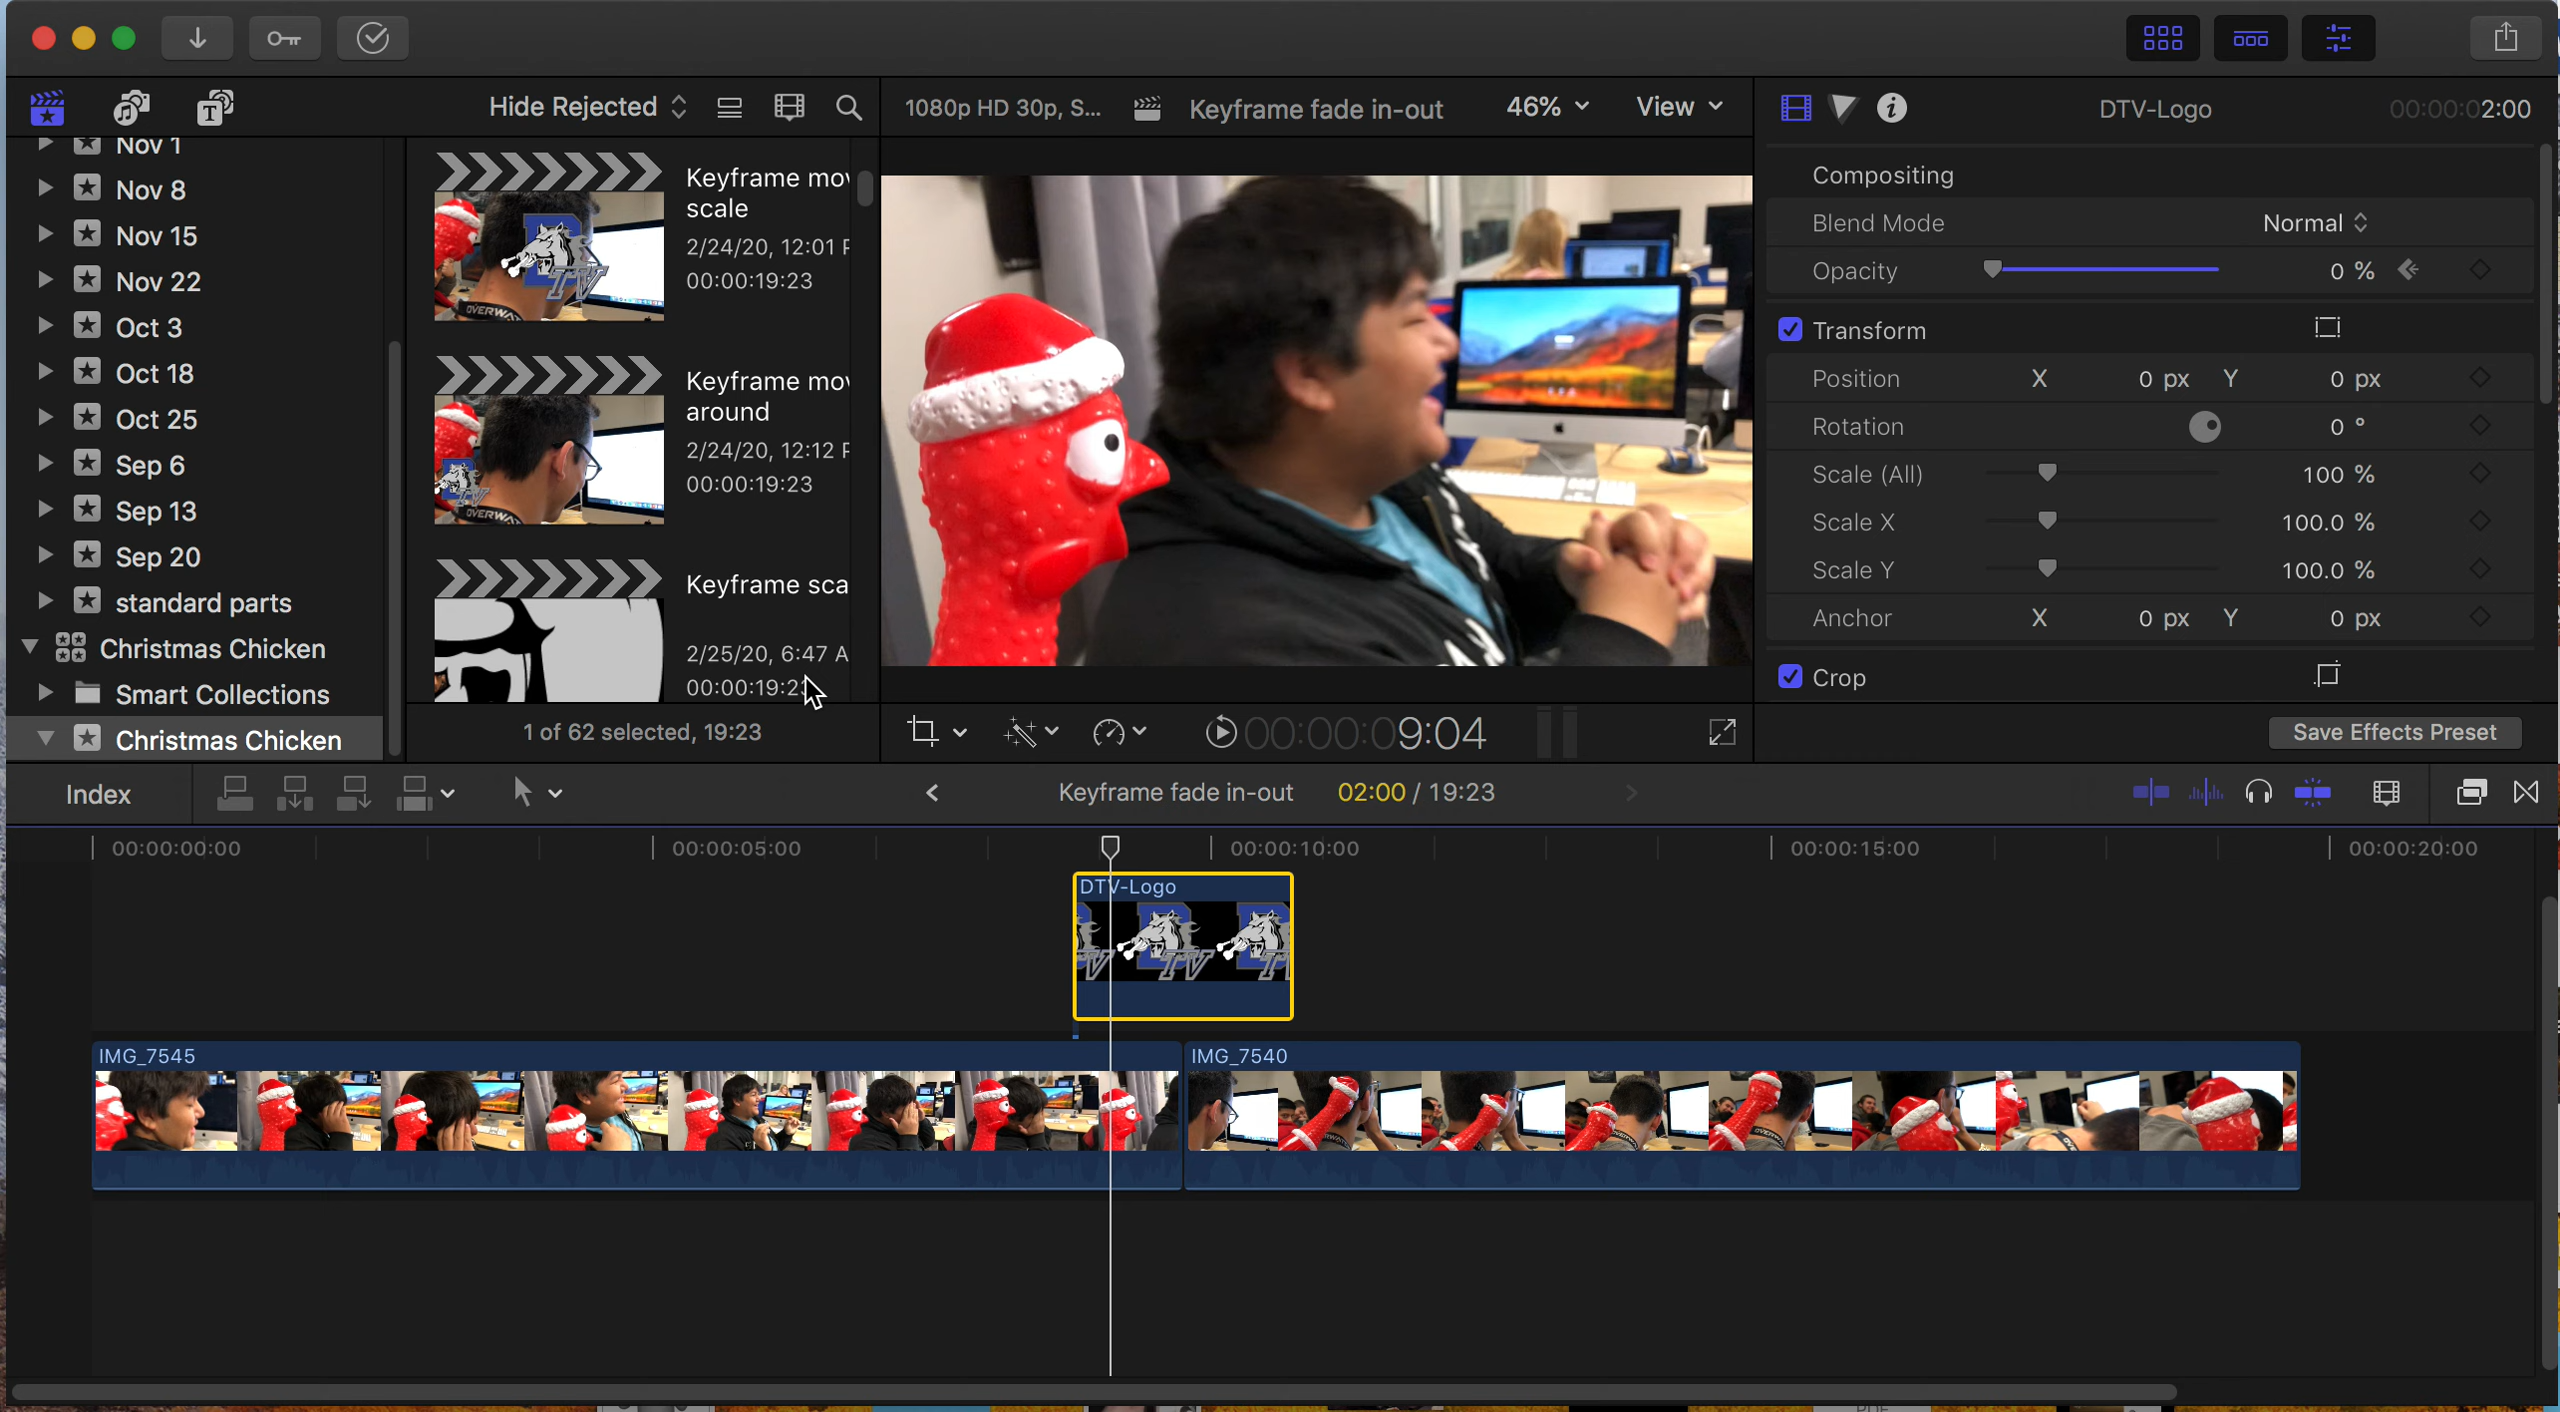 Hide Rejected
1080p HD 30p, S...
Keyframe fade in-out
46%
View
DTV-Logo
00:00:02:00
Nov 1
Nov 8
Nov 15
Nov 22
Oct 3
Oct 18
Oct 25
Sep 6
Sep 13
Sep 20
standard parts
Christmas Chicken
Smart Collections
Christmas Chicken
Keyframe mov
scale
2/24/20, 12:01 P
00:00:19:23
Keyframe mov
around
2/24/20, 12:12 P
00:00:19:23
Keyframe sca
2/25/20, 6:47 A
00:00:19:23
1 of 62 selected, 19:23
00:00:09:04
Compositing
Blend Mode
Normal
Opacity
0 %
Transform
Position X 0 px Y 0 px
Rotation 0 °
Scale (All) 100 %
Scale X 100.0 %
Scale Y 100.0 %
Anchor X 0 px Y 0 px
Crop
Save Effects Preset
Index
Keyframe fade in-out
02:00 / 19:23
00:00:00:00
00:00:05:00
00:00:10:00
00:00:15:00
00:00:20:00
DTV-Logo
IMG_7545
IMG_7540